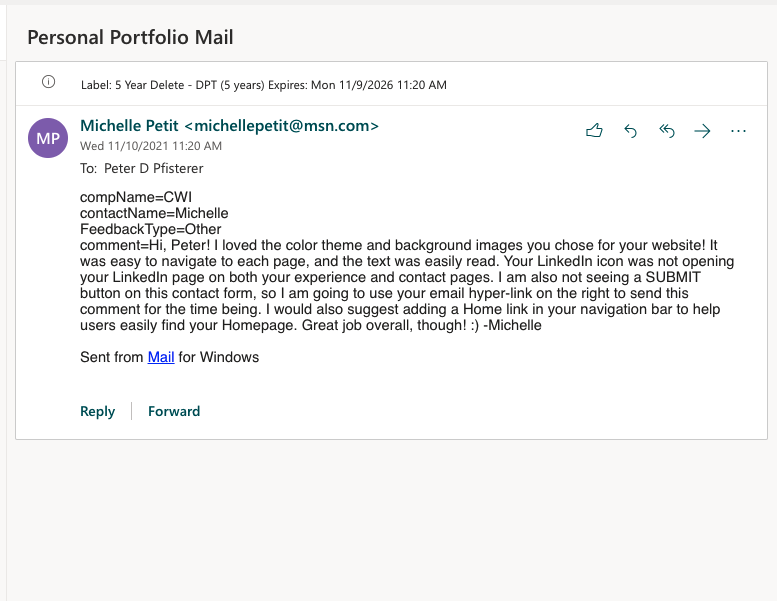 Personal Portfolio Mail
Label: 5 Year Delete - DPT (5 years) Expires: Mon 11/9/2026 11:20 AM
MP
Michelle Petit <michellepetit@msn.com>
Wed 11/10/2021 11:20 AM
To: Peter D Pfisterer
compName=CWI
contactName=Michelle
FeedbackType=Other
comment=Hi, Peter! I loved the color theme and background images you chose for your website! It
was easy to navigate to each page, and the text was easily read. Your LinkedIn icon was not opening
your LinkedIn page on both your experience and contact pages. I am also not seeing a SUBMIT
button on this contact form, so I am going to use your email hyper-link on the right to send this
comment for the time being. I would also suggest adding a Home link in your navigation bar to help
users easily find your Homepage. Great job overall, though! :) -Michelle
Sent from Mail for Windows
Reply
Forward